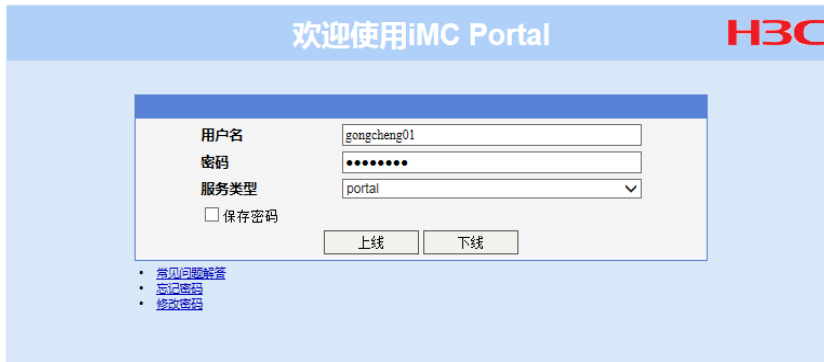 欢迎使用iMC Portal
H3C
用户名 gongcheng01
密码 ●●●●●●●●
服务类型 portal
保存密码
上线 下线
常见问题解答
忘记密码
修改密码